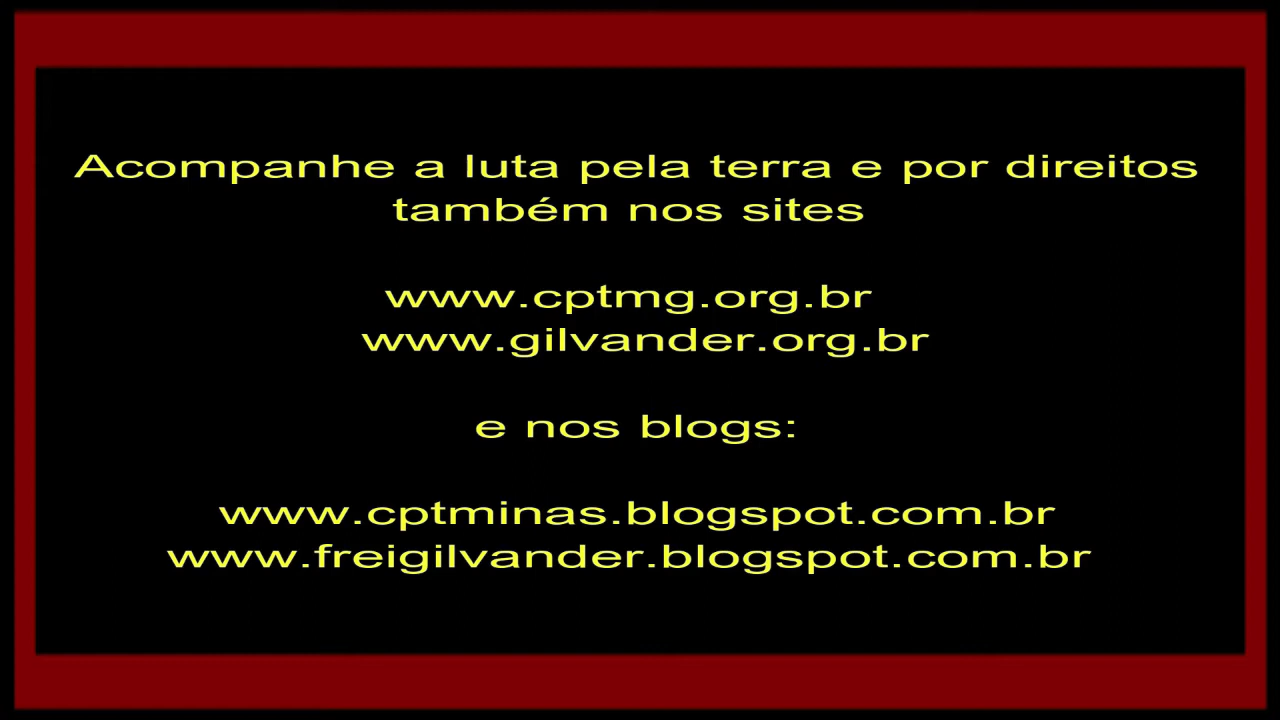 Acompanhe a luta pela terra e por direitos
também nos sites
www.cptmg.org.br
www.gilvander.org.br
e nos blogs:
www.cptminas.blogspot.com.br
www.freigilvander.blogspot.com.br